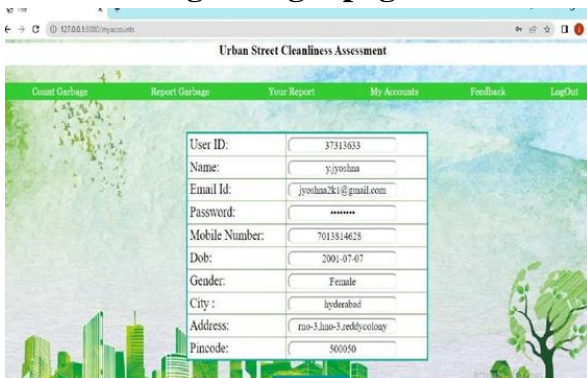 127.0.0.1:5000/myaccounts
Urban Street Cleanliness Assessment
Count Garbage Report Garbage Your Report My Accounts Feedback LogOut
User ID: 37313633
Name: y.jyoshna
Email Id: jyoshna2k1@gmail.com
Password: ••••••••
Mobile Number: 7013814628
Dob: 2001-07-07
Gender: Female
City : hyderabad
Address: rno-3,hno-3,reddycolony
Pincode: 500050